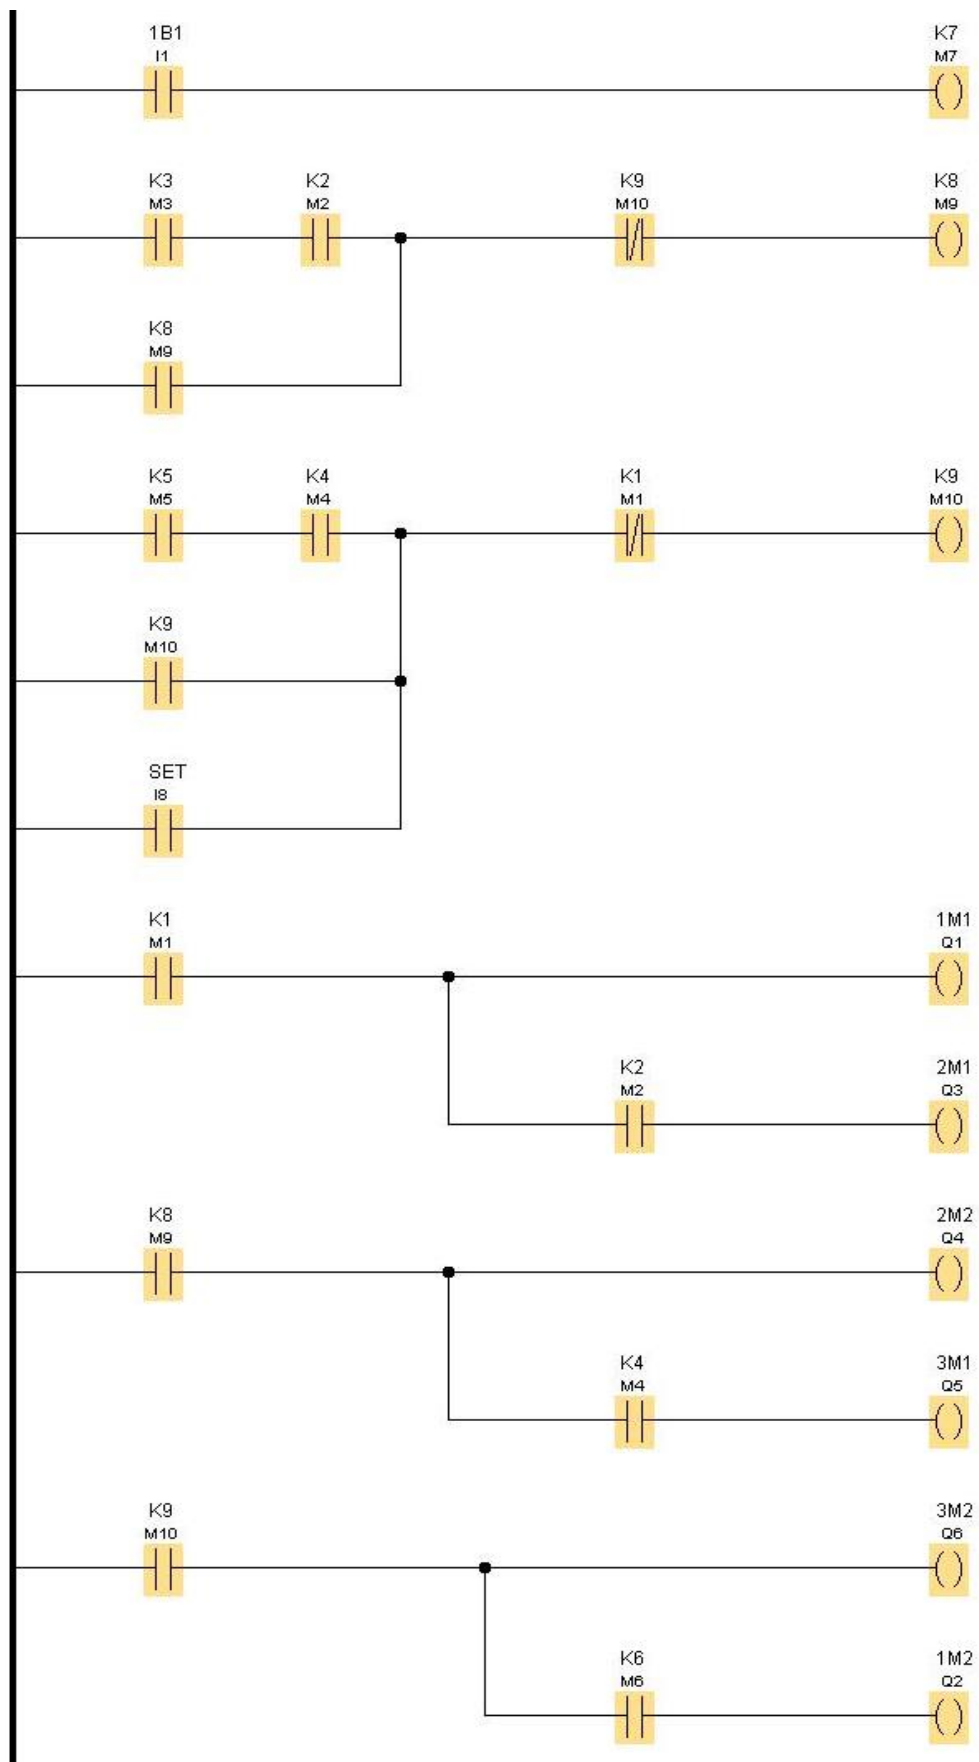 1B1 K7
I1 M7
K3 K2 K9 K8
M3 M2 M10 M9
K8
M9
K5 K4 K1 K9
M5 M4 M1 M10
K9
M10
SET
I8
K1 1M1
M1 Q1
K2 2M1
M2 Q3
K8 2M2
M9 Q4
K4 3M1
M4 Q5
K9 3M2
M10 Q6
K6 1M2
M6 Q2